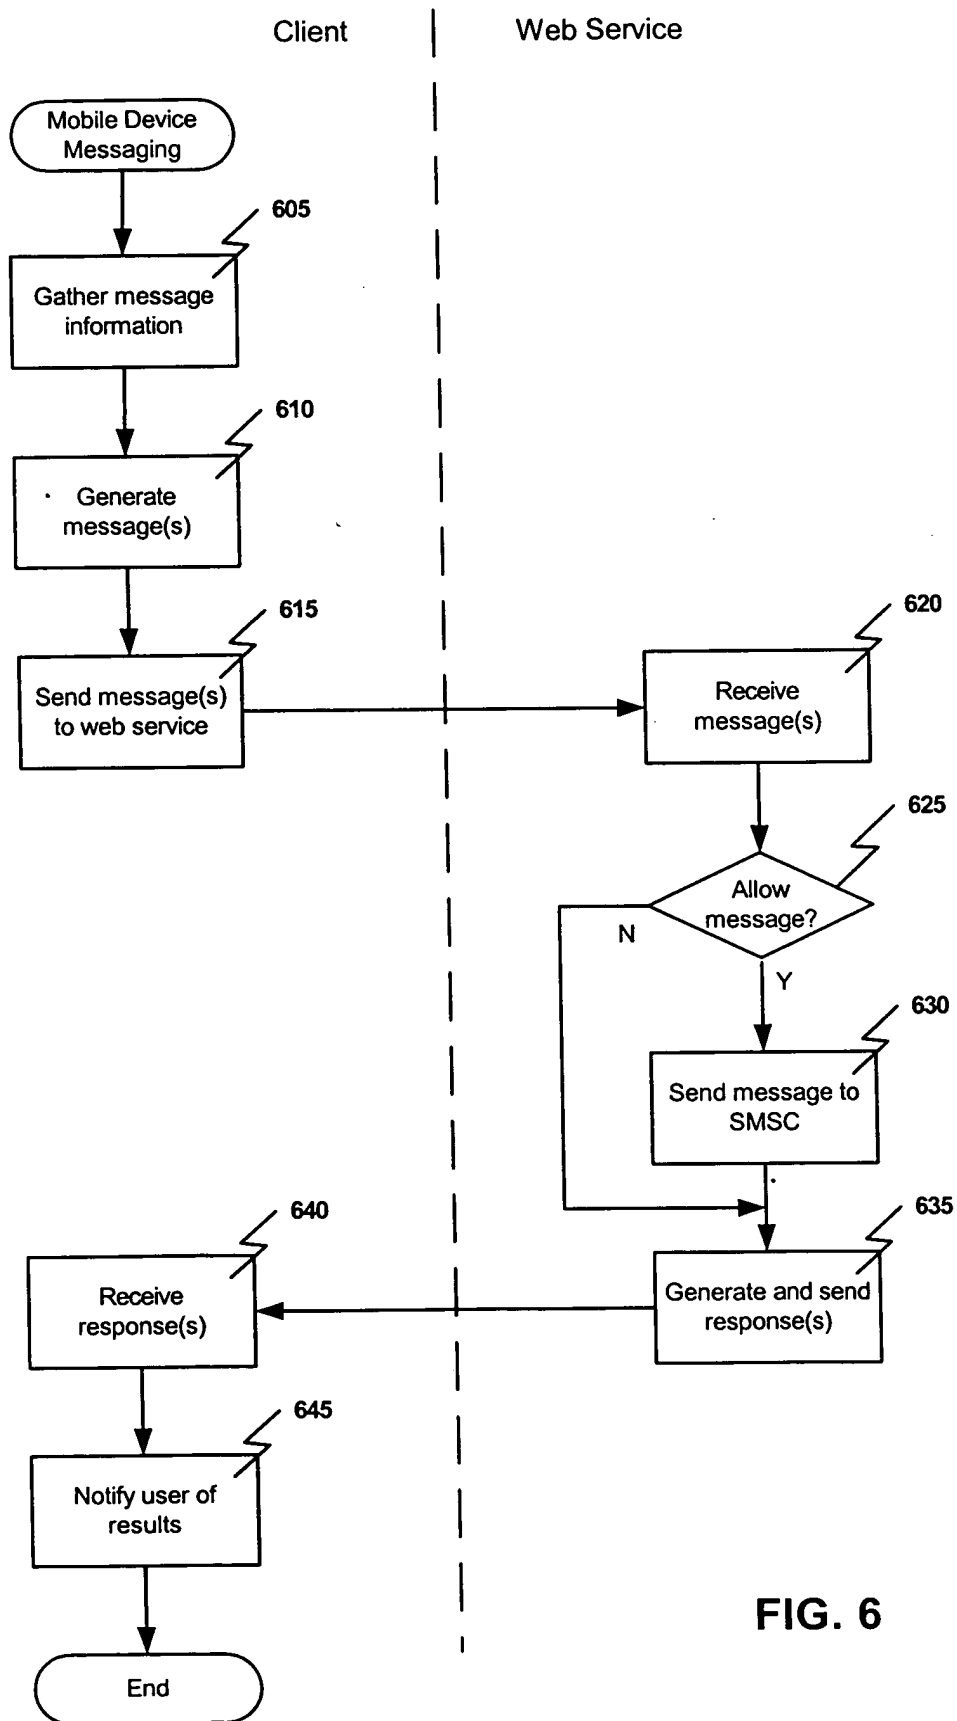 Client
Web Service
Mobile Device
Messaging
605
Gather message
information
610
Generate
message(s)
615
Send message(s)
to web service
620
Receive
message(s)
625
Allow
message?
N
Y
630
Send message to
SMSC
635
Generate and send
response(s)
640
Receive
response(s)
645
Notify user of
results
End
FIG. 6